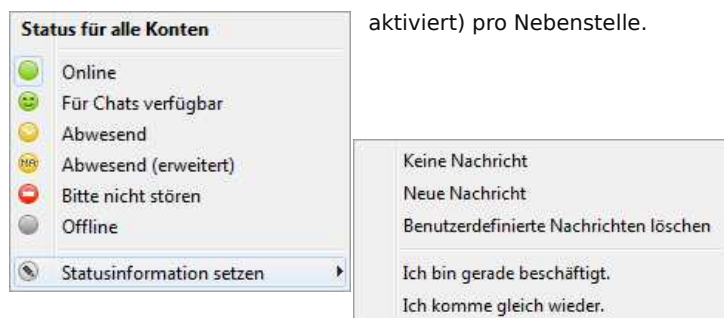 Status für alle Konten
Online
Für Chats verfügbar
Abwesend
Abwesend (erweitert)
Bitte nicht stören
Offline
Statusinformation setzen
aktiviert) pro Nebenstelle.
Keine Nachricht
Neue Nachricht
Benutzerdefinierte Nachrichten löschen
Ich bin gerade beschäftigt.
Ich komme gleich wieder.